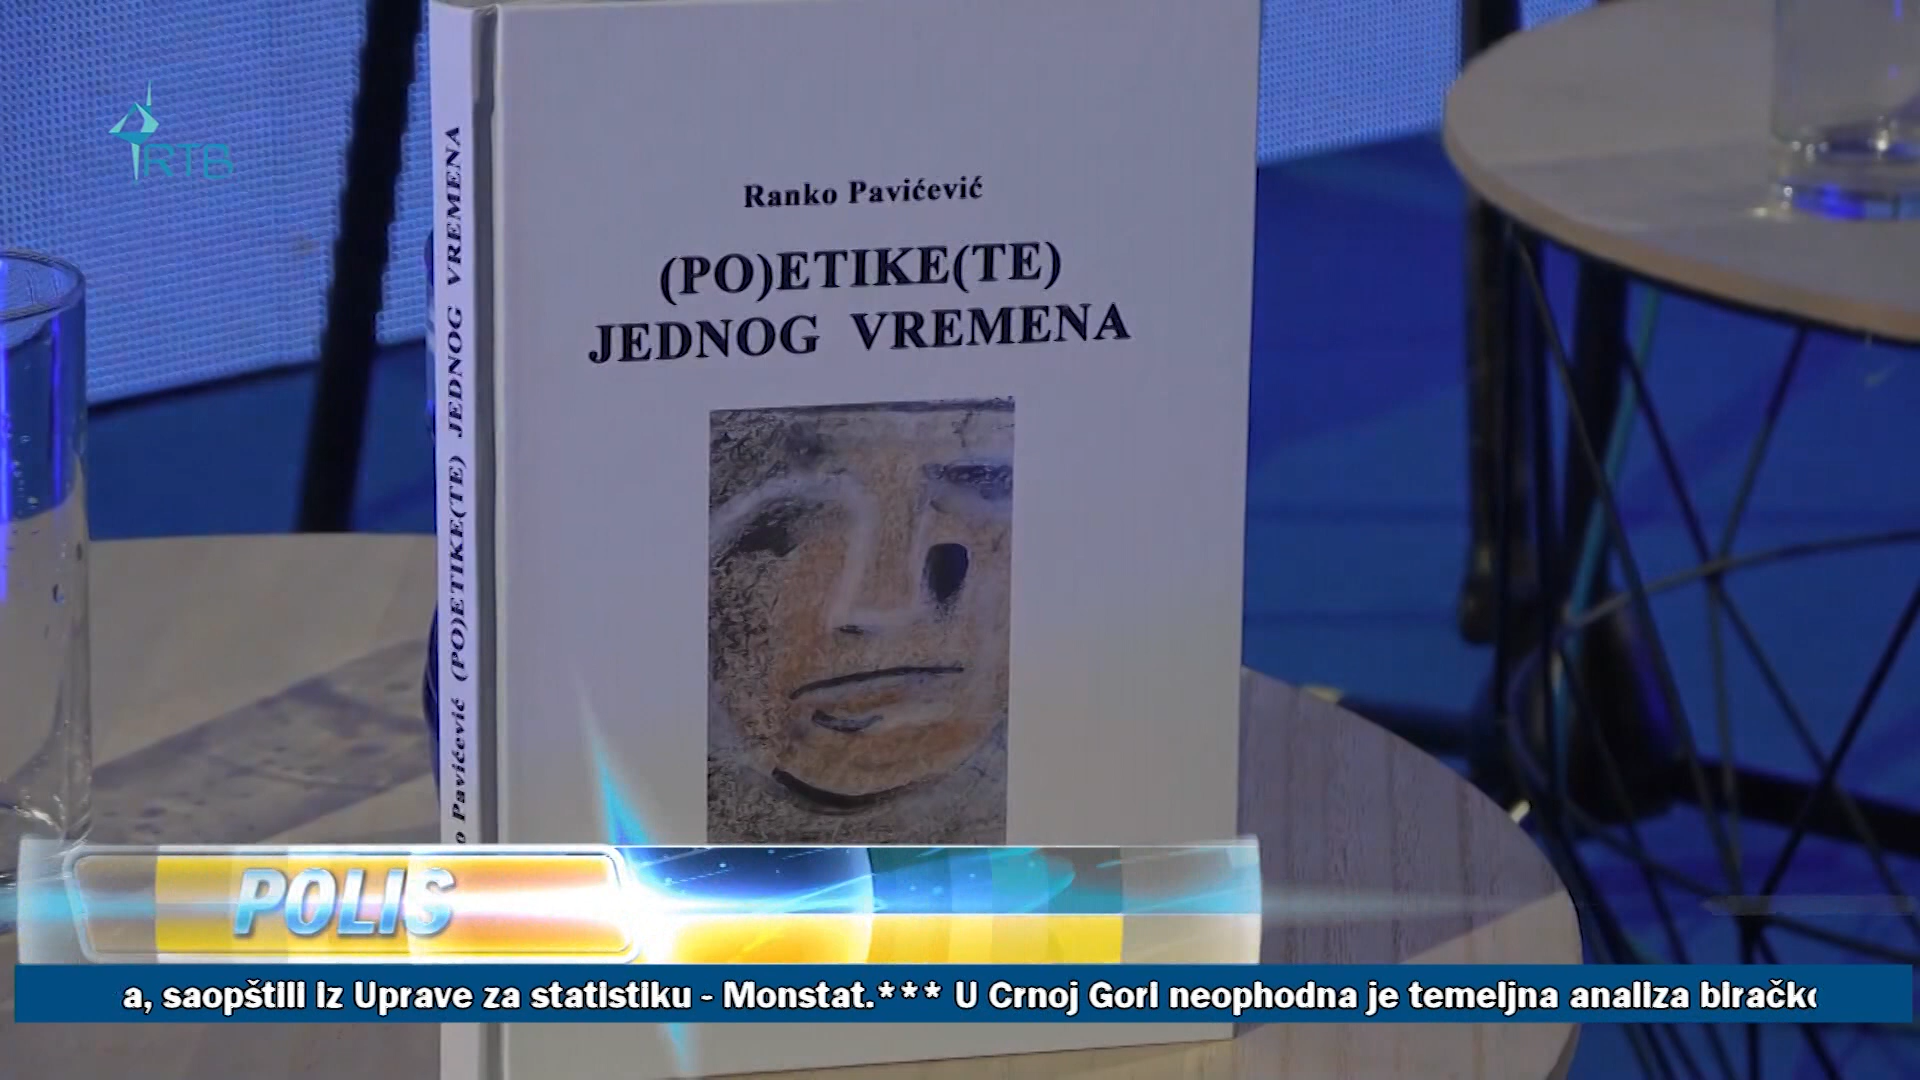 RTB
Ranko Pavićević
(PO)ETIKE(TE)
JEDNOG VREMENA
o Pavićević (PO)ETIKE(TE) JEDNOG VREMENA
POLIS
a, saopštili iz Uprave za statistiku - Monstat.*** U Crnoj Gori neophodna je temeljna analiza biračko